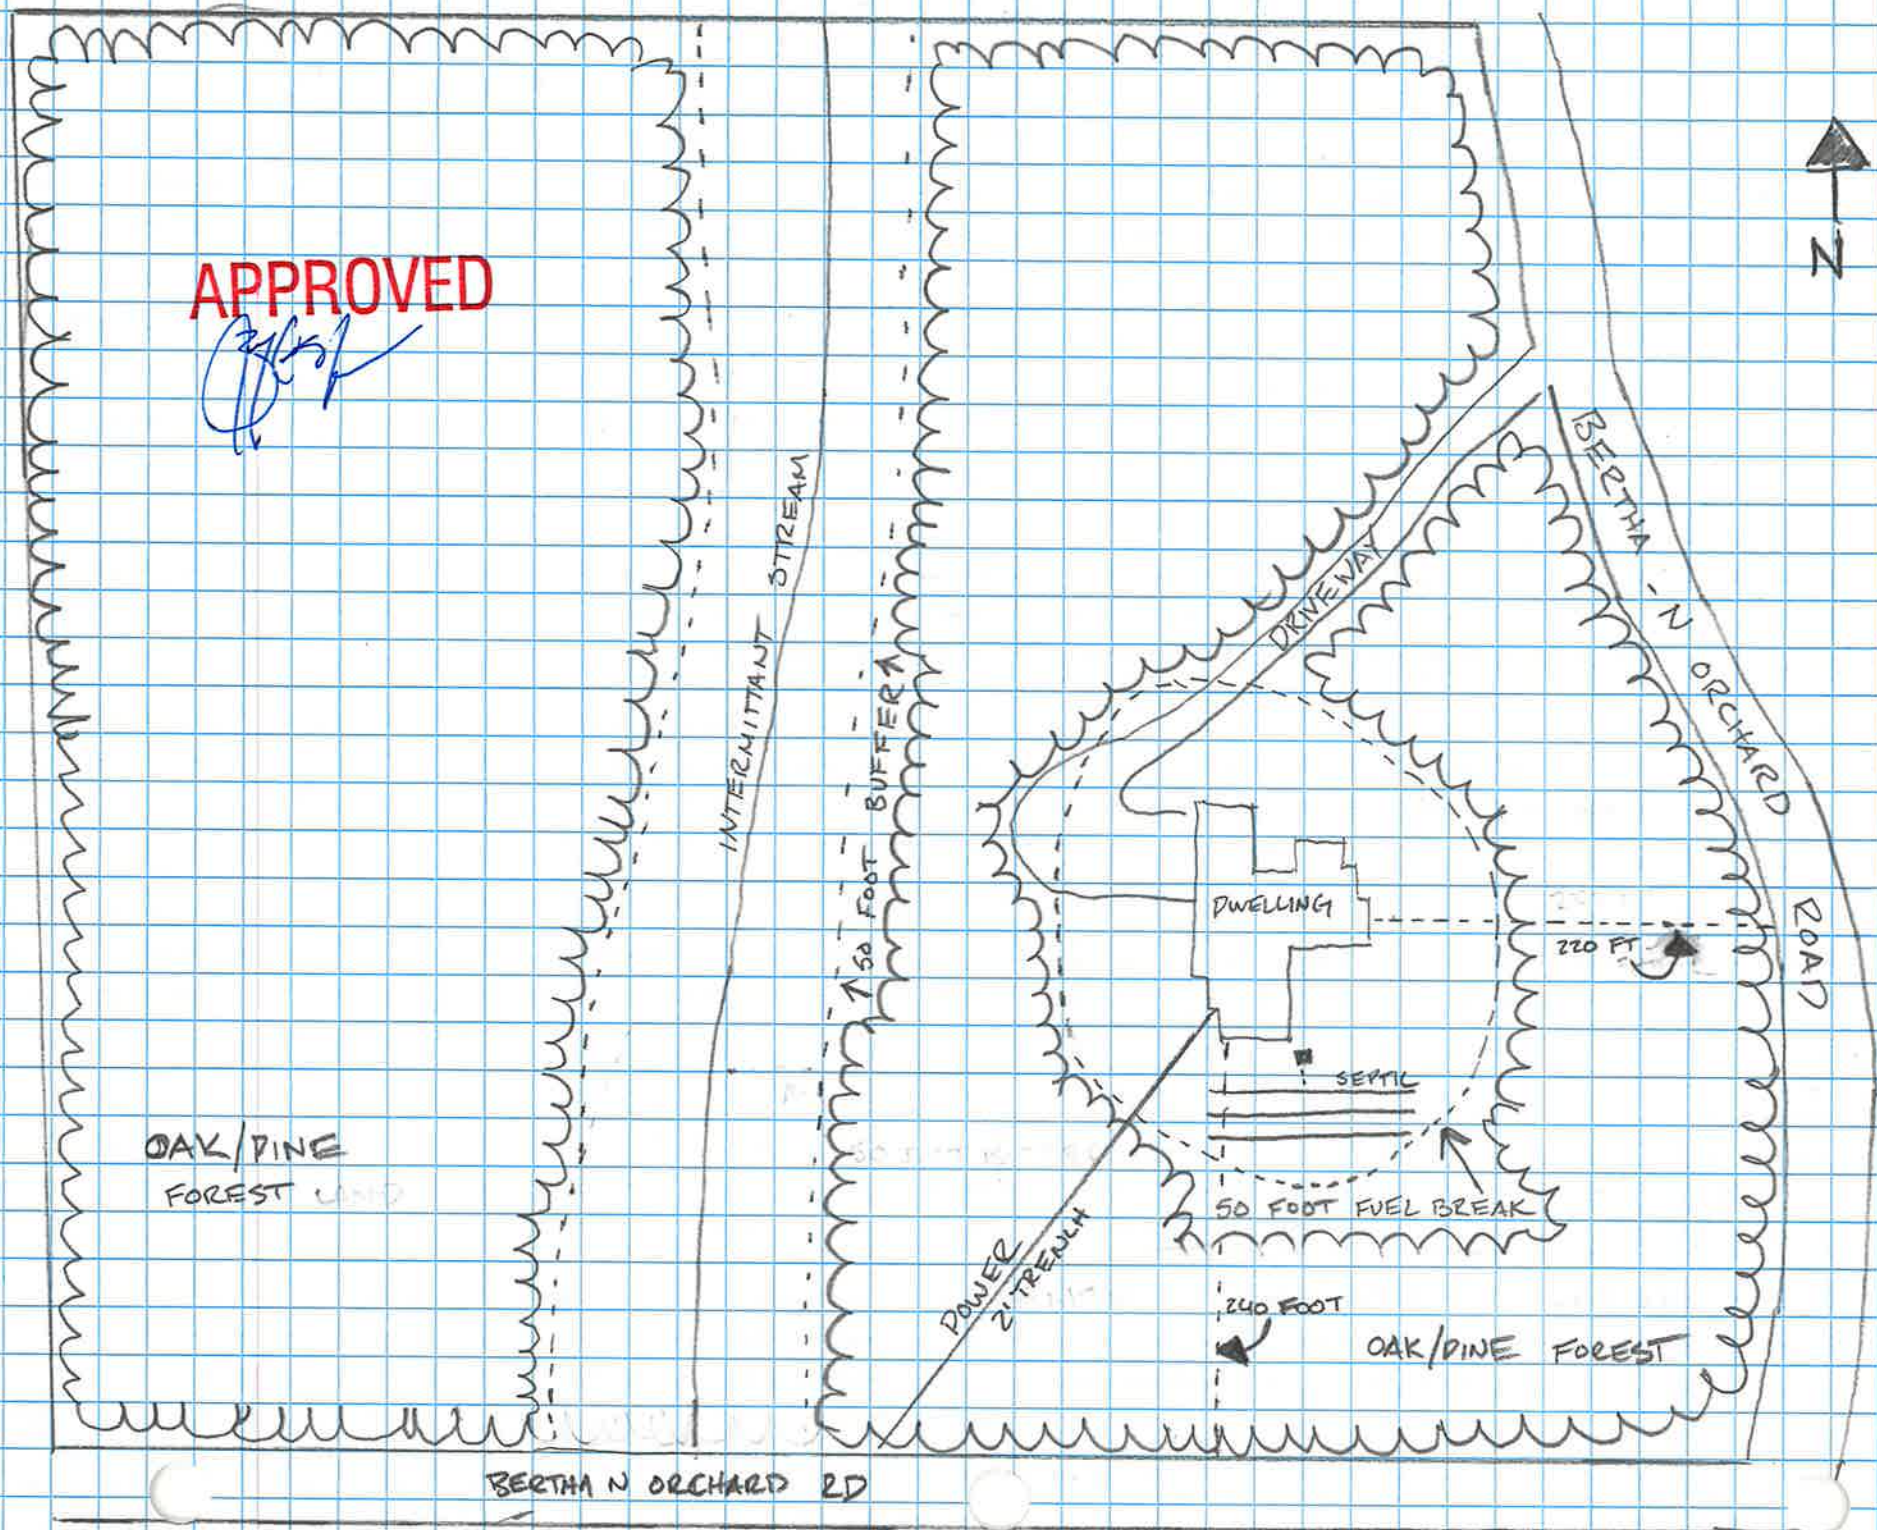 APPROVED
N
INTERMITTANT STREAM
50 FOOT BUFFER
DRIVEWAY
BERTHA-N ORCHARD ROAD
DWELLING
220 FT
SEPTIC
50 FOOT FUEL BREAK
OAK/PINE
FOREST
POWER
2' TRENCH
240 FOOT
OAK/PINE FOREST
BERTHA N ORCHARD RD